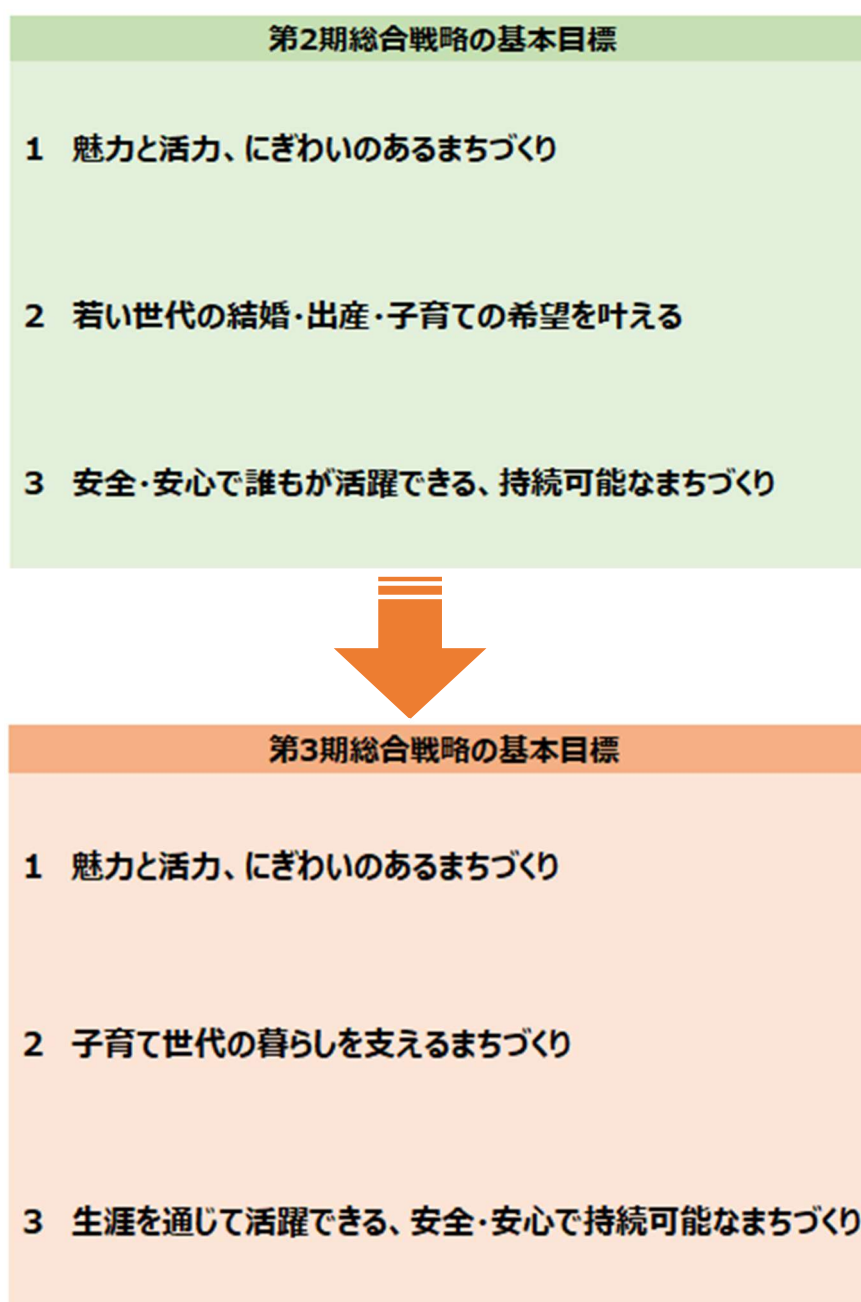 第2期総合戦略の基本目標
1 魅力と活力、にぎわいのあるまちづくり
2 若い世代の結婚・出産・子育ての希望を叶える
3 安全・安心で誰もが活躍できる、持続可能なまちづくり
第3期総合戦略の基本目標
1 魅力と活力、にぎわいのあるまちづくり
2 子育て世代の暮らしを支えるまちづくり
3 生涯を通じて活躍できる、安全・安心で持続可能なまちづくり